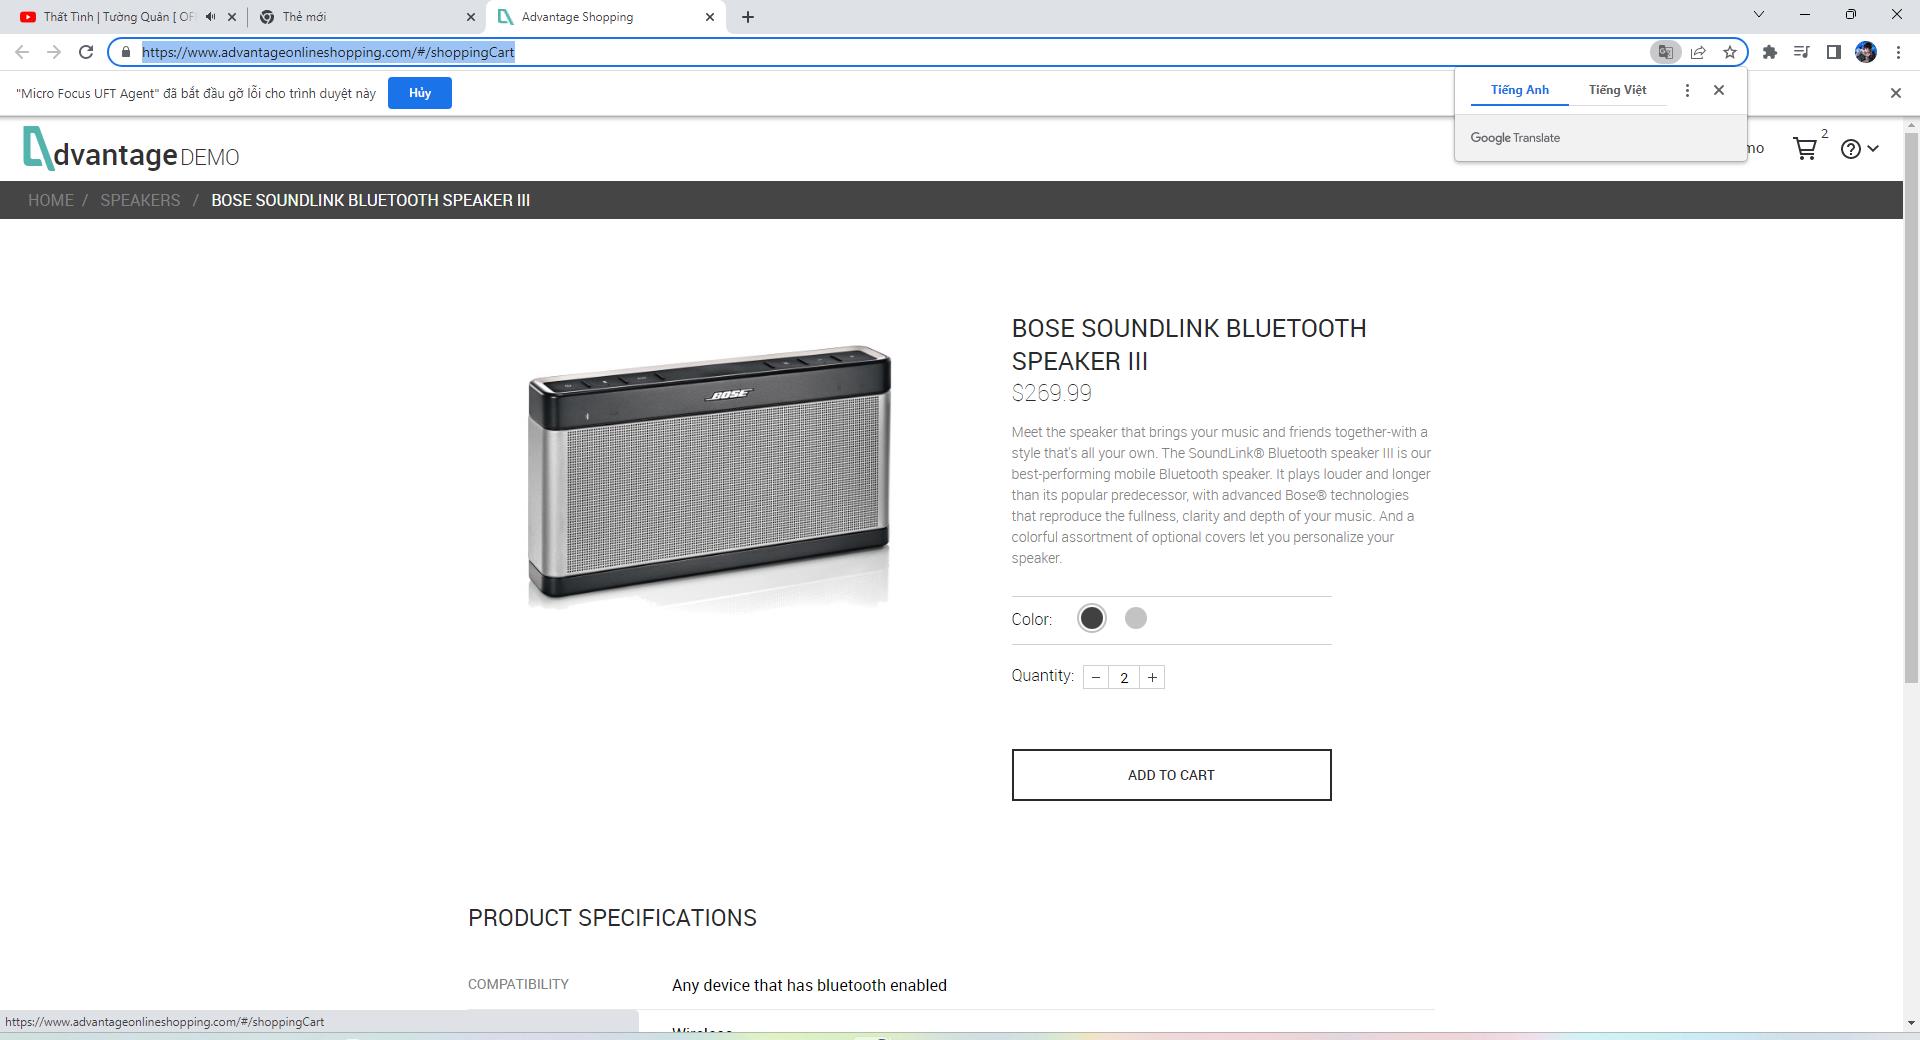 Thất Tình | Tường Quân [ OF
Thẻ mới
Advantage Shopping
https://www.advantageonlineshopping.com/#/shoppingCart
"Micro Focus UFT Agent" đã bắt đầu gỡ lỗi cho trình duyệt này
Hủy
Tiếng Anh
Tiếng Việt
Google Translate
dvantage DEMO
mo
2
HOME / SPEAKERS / BOSE SOUNDLINK BLUETOOTH SPEAKER III
BOSE
BOSE SOUNDLINK BLUETOOTH
SPEAKER III
$269.99
Meet the speaker that brings your music and friends together-with a
style that's all your own. The SoundLink® Bluetooth speaker III is our
best-performing mobile Bluetooth speaker. It plays louder and longer
than its popular predecessor, with advanced Bose® technologies
that reproduce the fullness, clarity and depth of your music. And a
colorful assortment of optional covers let you personalize your
speaker.
Color:
Quantity: − 2 +
ADD TO CART
PRODUCT SPECIFICATIONS
COMPATIBILITY
Any device that has bluetooth enabled
Wireless
https://www.advantageonlineshopping.com/#/shoppingCart